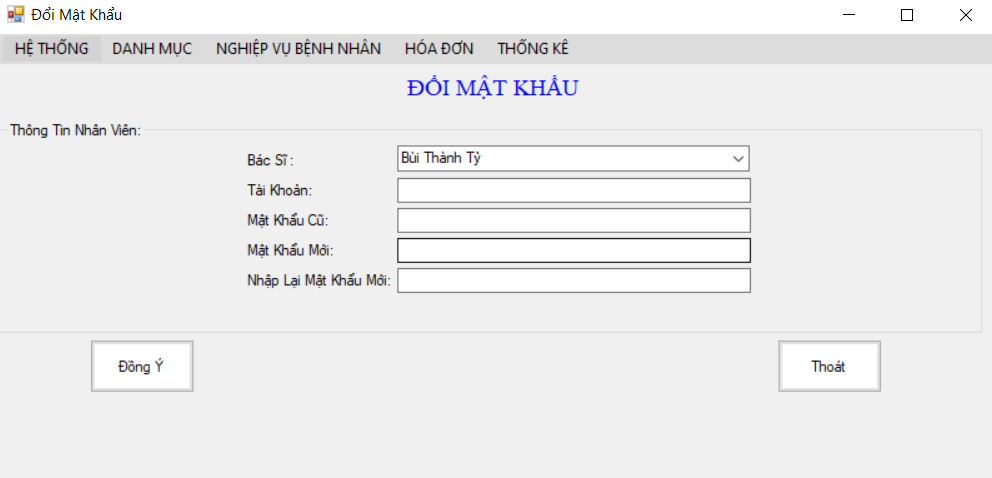 Đổi Mật Khẩu
HỆ THỐNG DANH MỤC NGHIỆP VỤ BỆNH NHÂN HÓA ĐƠN THỐNG KÊ
ĐỔI MẬT KHẨU
Thông Tin Nhân Viên:
Bác Sĩ : Bùi Thành Tỷ
Tài Khoản:
Mật Khẩu Cũ:
Mật Khẩu Mới:
Nhập Lại Mật Khẩu Mới:
Đồng Ý Thoát